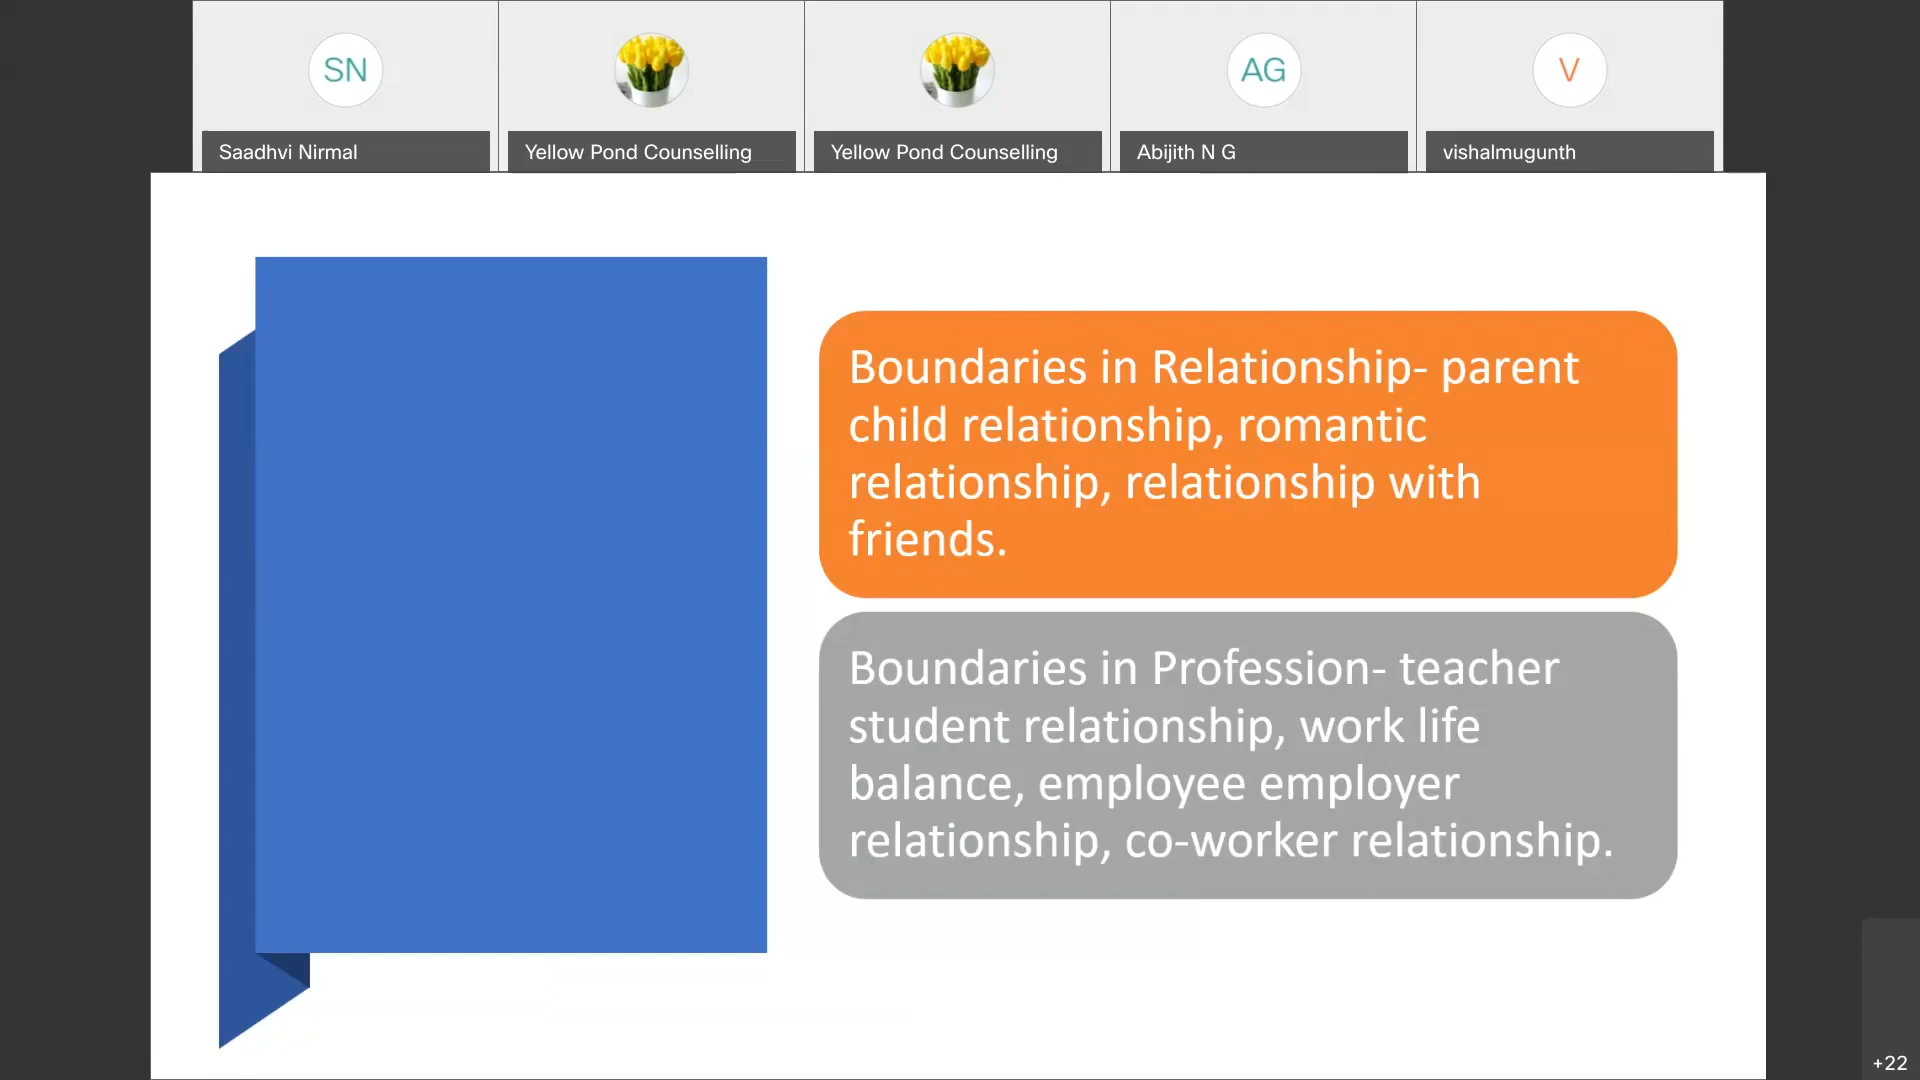 SN
AG
V
Saadhvi Nirmal
Yellow Pond Counselling
Yellow Pond Counselling
Abijith N G
vishalmugunth
Boundaries in Relationship- parent
child relationship, romantic
relationship, relationship with
friends.
Boundaries in Profession- teacher
student relationship, work life
balance, employee employer
relationship, co-worker relationship.
+22